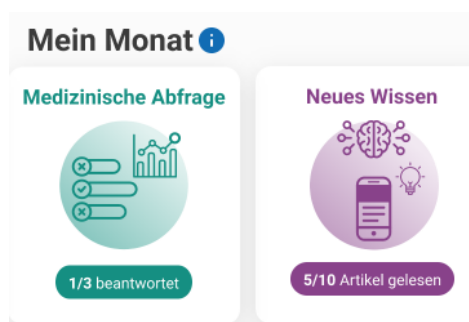 Mein Monat
Medizinische Abfrage
1/3 beantwortet
Neues Wissen
5/10 Artikel gelesen